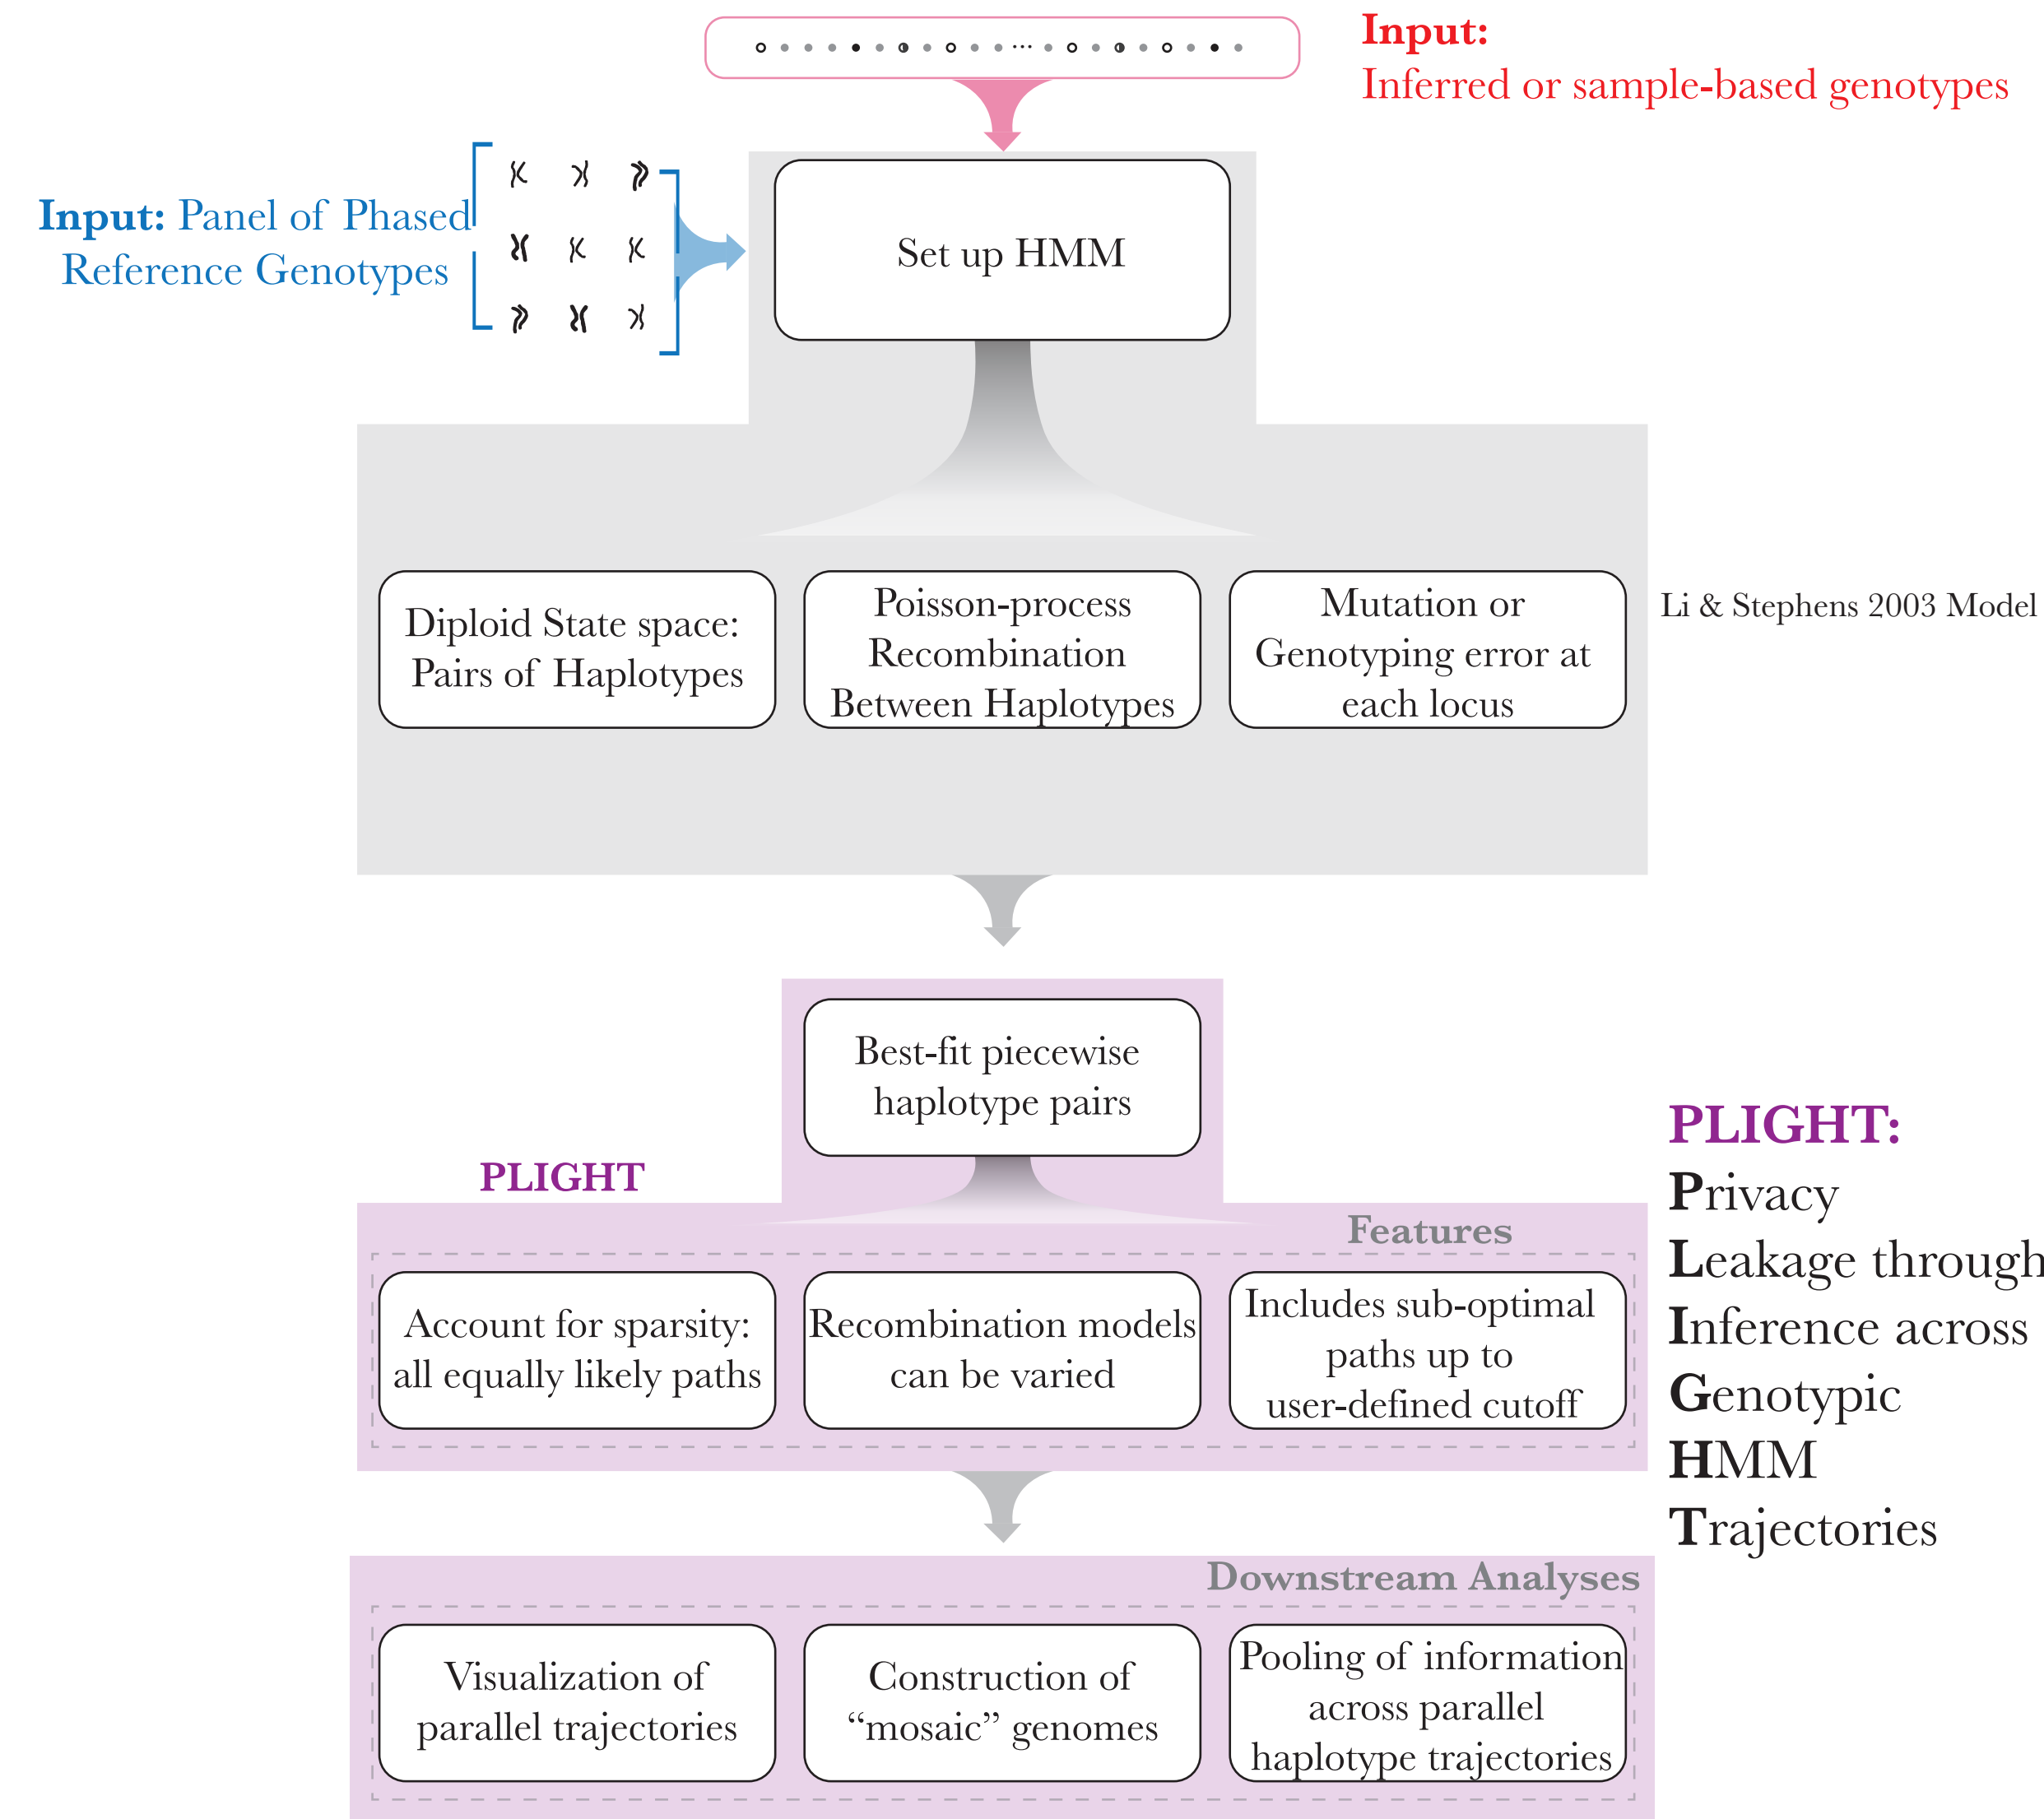 Input:
Inferred or sample-based genotypes
Input: Panel of Phased
Reference Genotypes
Set up HMM
Diploid State space:
Pairs of Haplotypes
Poisson-process
Recombination
Between Haplotypes
Mutation or
Genotyping error at
each locus
Li & Stephens 2003 Model
Best-fit piecewise
haplotype pairs
PLIGHT
Features
Account for sparsity:
all equally likely paths
Recombination models
can be varied
Includes sub-optimal
paths up to
user-defined cutoff
PLIGHT:
Privacy
Leakage through
Inference across
Genotypic
HMM
Trajectories
Downstream Analyses
Visualization of
parallel trajectories
Construction of
“mosaic” genomes
Pooling of information
across parallel
haplotype trajectories